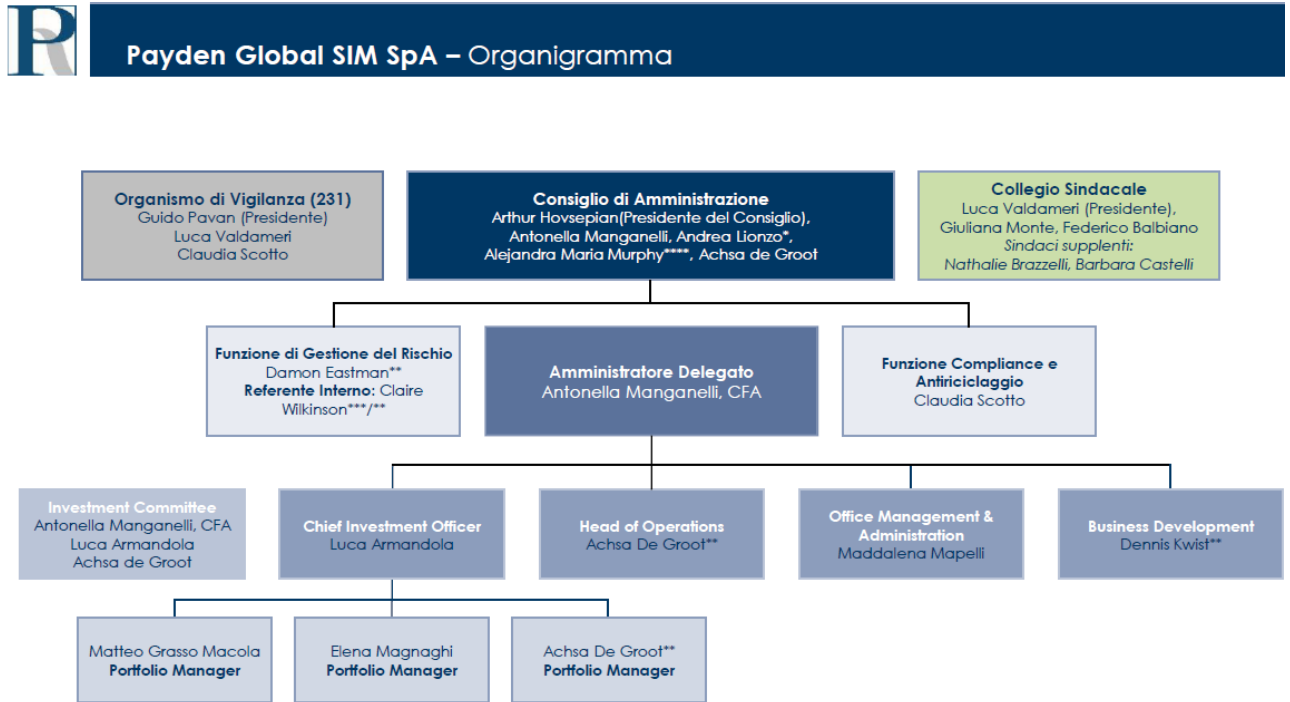 PR
Payden Global SIM SpA – Organigramma
Organismo di Vigilanza (231)
Guido Pavan (Presidente)
Luca Valdameri
Claudia Scotto
Consiglio di Amministrazione
Arthur Hovsepian(Presidente del Consiglio),
Antonella Manganelli, Andrea Lionzo*,
Alejandra Maria Murphy****, Achsa de Groot
Collegio Sindacale
Luca Valdameri (Presidente),
Giuliana Monte, Federico Balbiano
Sindaci supplenti:
Nathalie Brazzelli, Barbara Castelli
Funzione di Gestione del Rischio
Damon Eastman**
Referente Interno: Claire
Wilkinson***/**
Amministratore Delegato
Antonella Manganelli, CFA
Funzione Compliance e
Antiriciclaggio
Claudia Scotto
Investment Committee
Antonella Manganelli, CFA
Luca Armandola
Achsa de Groot
Chief Investment Officer
Luca Armandola
Head of Operations
Achsa De Groot**
Office Management &
Administration
Maddalena Mapelli
Business Development
Dennis Kwist**
Matteo Grasso Macola
Portfolio Manager
Elena Magnaghi
Portfolio Manager
Achsa De Groot**
Portfolio Manager